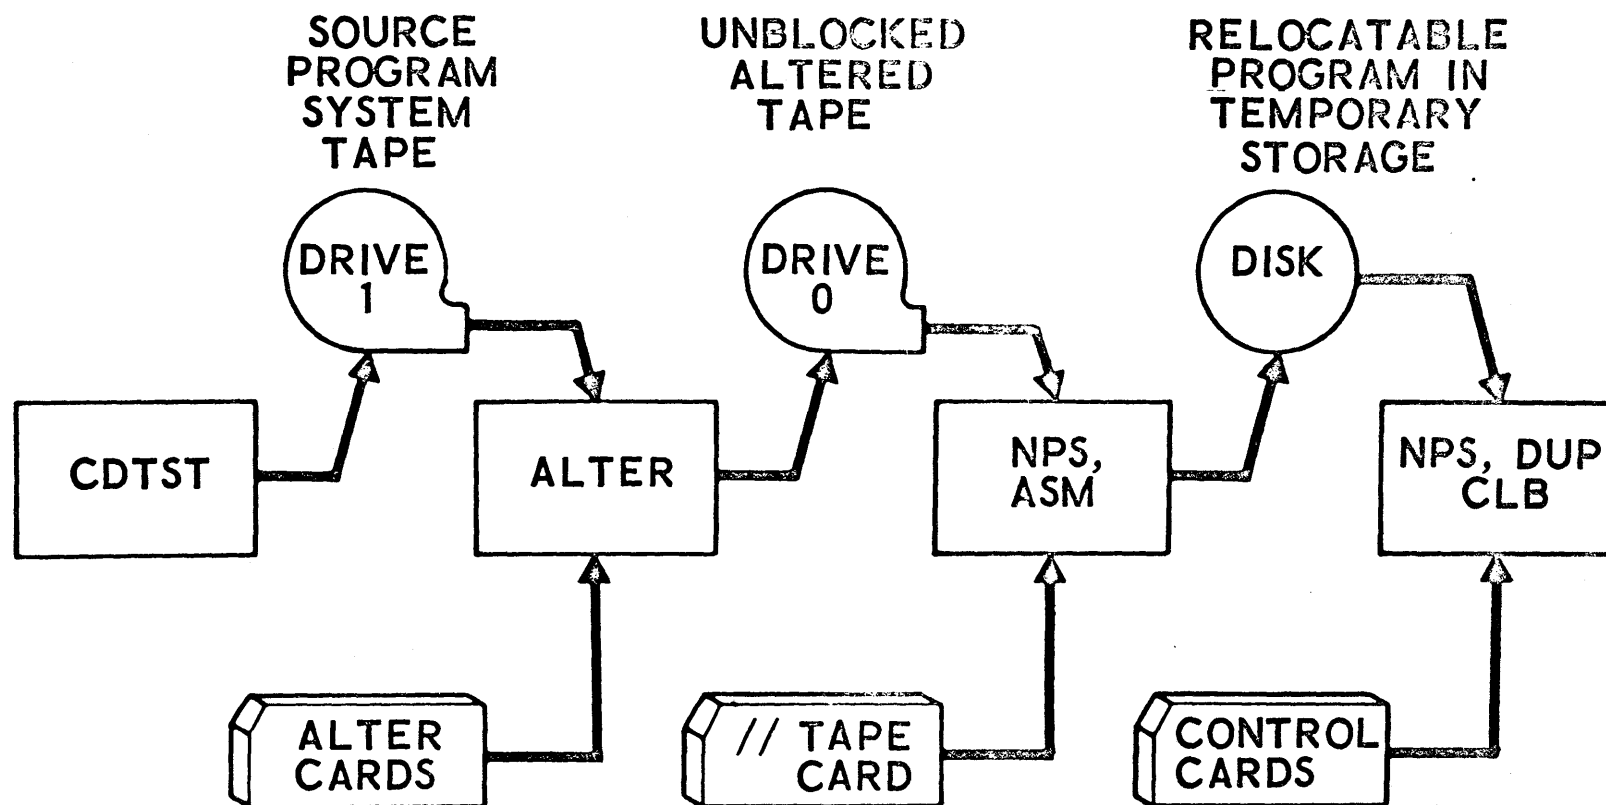 SOURCE
PROGRAM
SYSTEM
TAPE
UNBLOCKED
ALTERED
TAPE
RELOCATABLE
PROGRAM IN
TEMPORARY
STORAGE
DRIVE
1
DRIVE
0
DISK
CDTST
ALTER
NPS,
ASM
NPS, DUP
CLB
ALTER
CARDS
// TAPE
CARD
CONTROL
CARDS